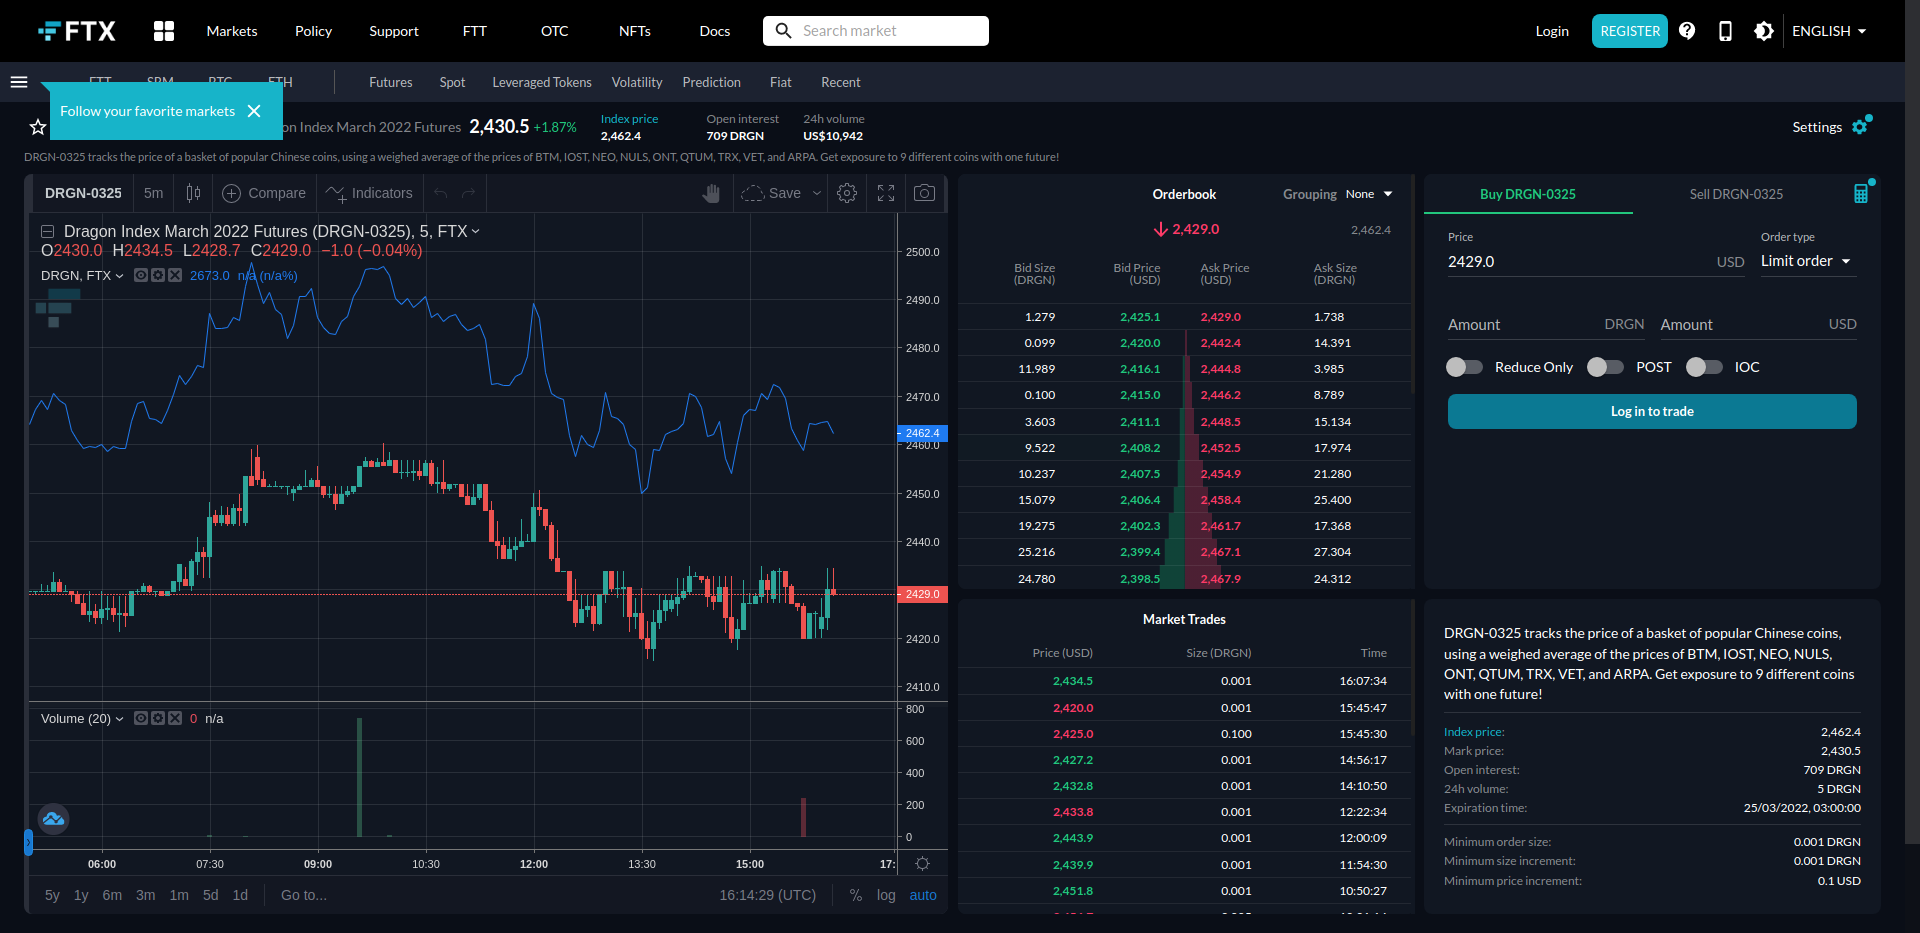 FTX Markets Policy Support FTT OTC NFTs Docs Search market Login REGISTER ENGLISH
FTT SRM BTC ETH Futures Spot Leveraged Tokens Volatility Prediction Fiat Recent
Follow your favorite markets
on Index March 2022 Futures 2,430.5 +1.87%
Index price
2,462.4
Open interest
709 DRGN
24h volume
US$10,942
Settings
DRGN-0325 tracks the price of a basket of popular Chinese coins, using a weighed average of the prices of BTM, IOST, NEO, NULS, ONT, QTUM, TRX, VET, and ARPA. Get exposure to 9 different coins with one future!
DRGN-0325 5m Compare Indicators Save
Dragon Index March 2022 Futures (DRGN-0325), 5, FTX
O2430.0 H2434.5 L2428.7 C2429.0 −1.0 (−0.04%)
DRGN, FTX 2673.0 n/a (n/a%)
2500.0
2490.0
2480.0
2470.0
2462.4
2460.0
2450.0
2440.0
2429.0
2420.0
2410.0
Volume (20) 0 n/a
800
600
400
200
0
06:00 07:30 09:00 10:30 12:00 13:30 15:00 17:
5y 1y 6m 3m 1m 5d 1d Go to... 16:14:29 (UTC) % log auto
Orderbook Grouping None
2,429.0 2,462.4
Bid Size (DRGN) Bid Price (USD) Ask Price (USD) Ask Size (DRGN)
1.279 2,425.1 2,429.0 1.738
0.099 2,420.0 2,442.4 14.391
11.989 2,416.1 2,444.8 3.985
0.100 2,415.0 2,446.2 8.789
3.603 2,411.1 2,448.5 15.134
9.522 2,408.2 2,452.5 17.974
10.237 2,407.5 2,454.9 21.280
15.079 2,406.4 2,458.4 25.400
19.275 2,402.3 2,461.7 17.368
25.216 2,399.4 2,467.1 27.304
24.780 2,398.5 2,467.9 24.312
Market Trades
Price (USD) Size (DRGN) Time
2,434.5 0.001 16:07:34
2,420.0 0.001 15:45:47
2,425.0 0.100 15:45:30
2,427.2 0.001 14:56:17
2,432.8 0.001 14:10:50
2,433.8 0.001 12:22:34
2,443.9 0.001 12:00:09
2,439.9 0.001 11:54:30
2,451.8 0.001 10:50:27
Buy DRGN-0325 Sell DRGN-0325
Price Order type
2429.0 USD Limit order
Amount DRGN Amount USD
Reduce Only POST IOC
Log in to trade
DRGN-0325 tracks the price of a basket of popular Chinese coins,
using a weighed average of the prices of BTM, IOST, NEO, NULS,
ONT, QTUM, TRX, VET, and ARPA. Get exposure to 9 different coins
with one future!
Index price: 2,462.4
Mark price: 2,430.5
Open interest: 709 DRGN
24h volume: 5 DRGN
Expiration time: 25/03/2022, 03:00:00
Minimum order size: 0.001 DRGN
Minimum size increment: 0.001 DRGN
Minimum price increment: 0.1 USD